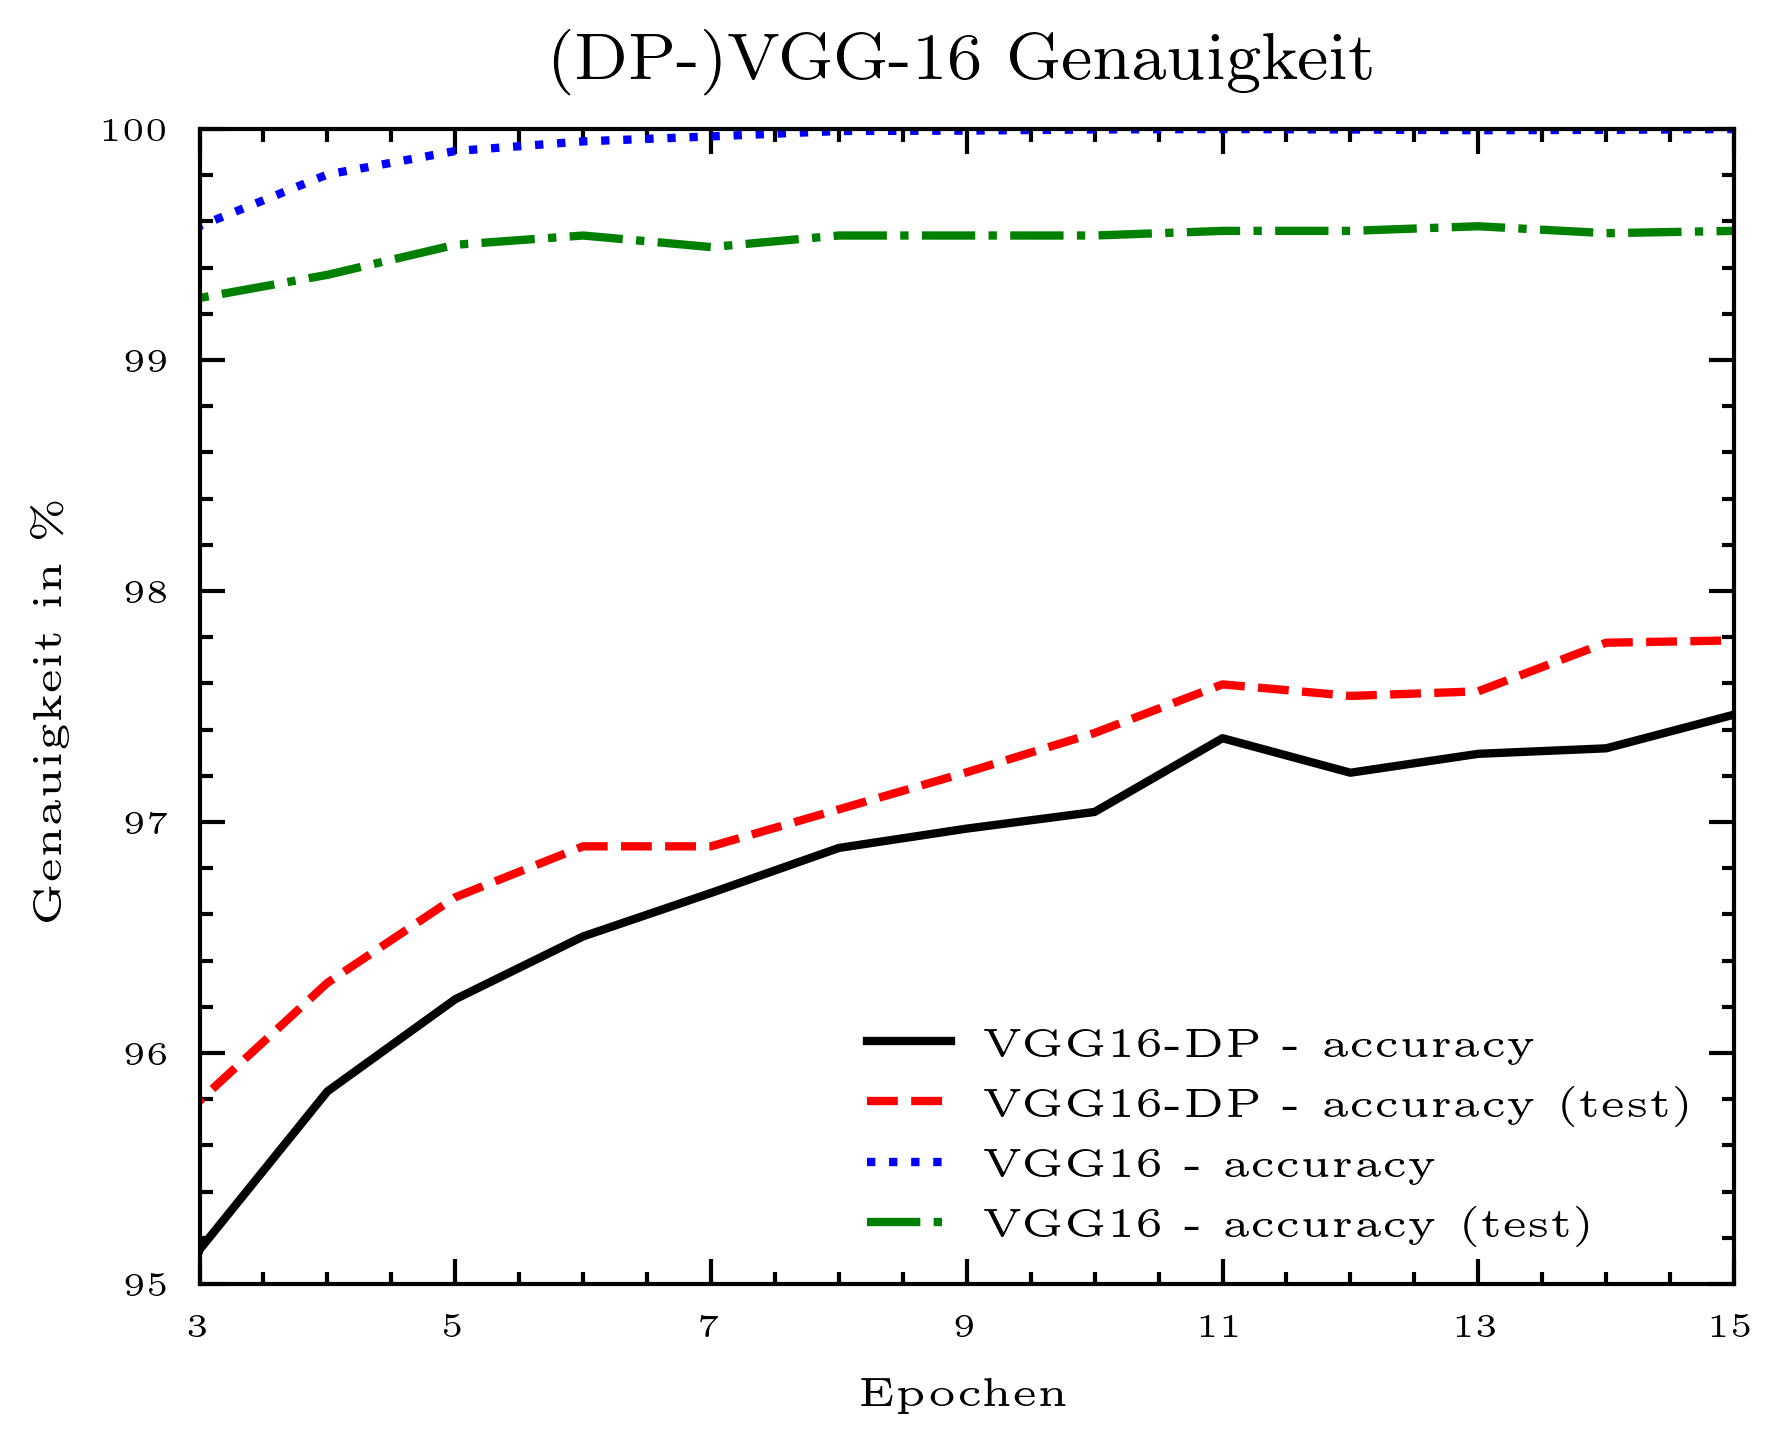 (DP-)VGG-16 Genauigkeit
100
99
98
97
96
95
Genauigkeit in %
VGG16-DP - accuracy
VGG16-DP - accuracy (test)
VGG16 - accuracy
VGG16 - accuracy (test)
3 5 7 9 11 13 15
Epochen